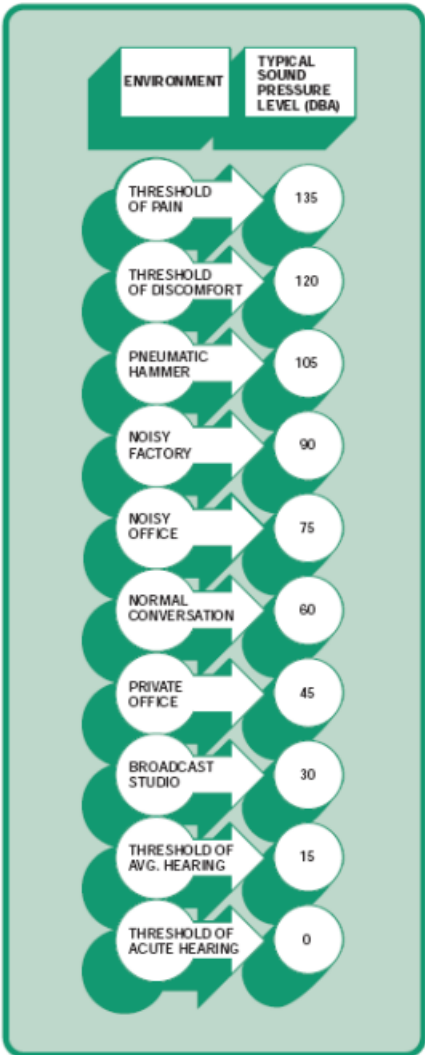 ENVIRONMENT
TYPICAL
SOUND
PRESSURE
LEVEL (DBA)
THRESHOLD
OF PAIN
135
THRESHOLD
OF DISCOMFORT
120
PNEUMATIC
HAMMER
105
NOISY
FACTORY
90
NOISY
OFFICE
75
NORMAL
CONVERSATION
60
PRIVATE
OFFICE
45
BROADCAST
STUDIO
30
THRESHOLD OF
AVG. HEARING
15
THRESHOLD OF
ACUTE HEARING
0